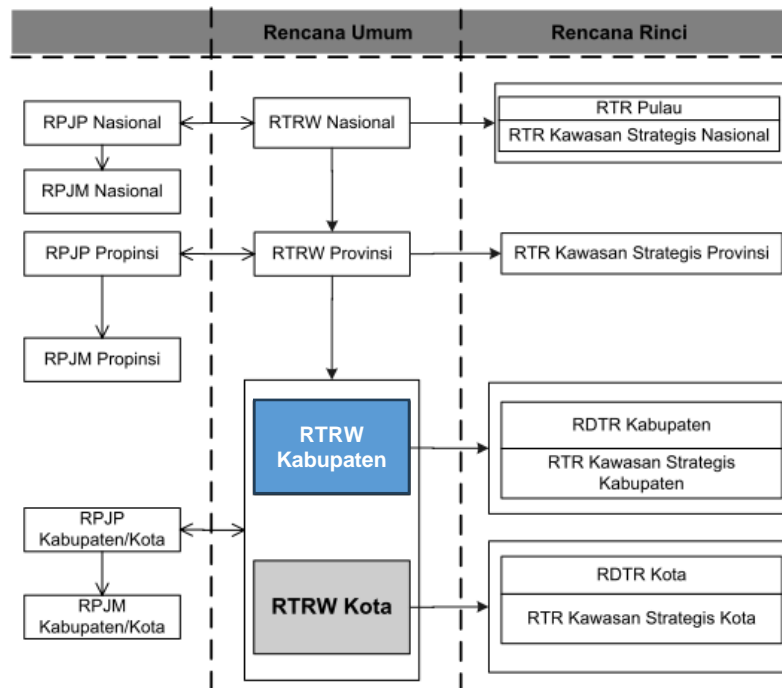 Rencana Umum
Rencana Rinci
RPJP Nasional
RTRW Nasional
RTR Pulau
RTR Kawasan Strategis Nasional
RPJM Nasional
RPJP Propinsi
RTRW Provinsi
RTR Kawasan Strategis Provinsi
RPJM Propinsi
RTRW
Kabupaten
RDTR Kabupaten
RTR Kawasan Strategis
Kabupaten
RPJP
Kabupaten/Kota
RTRW Kota
RDTR Kota
RTR Kawasan Strategis Kota
RPJM
Kabupaten/Kota